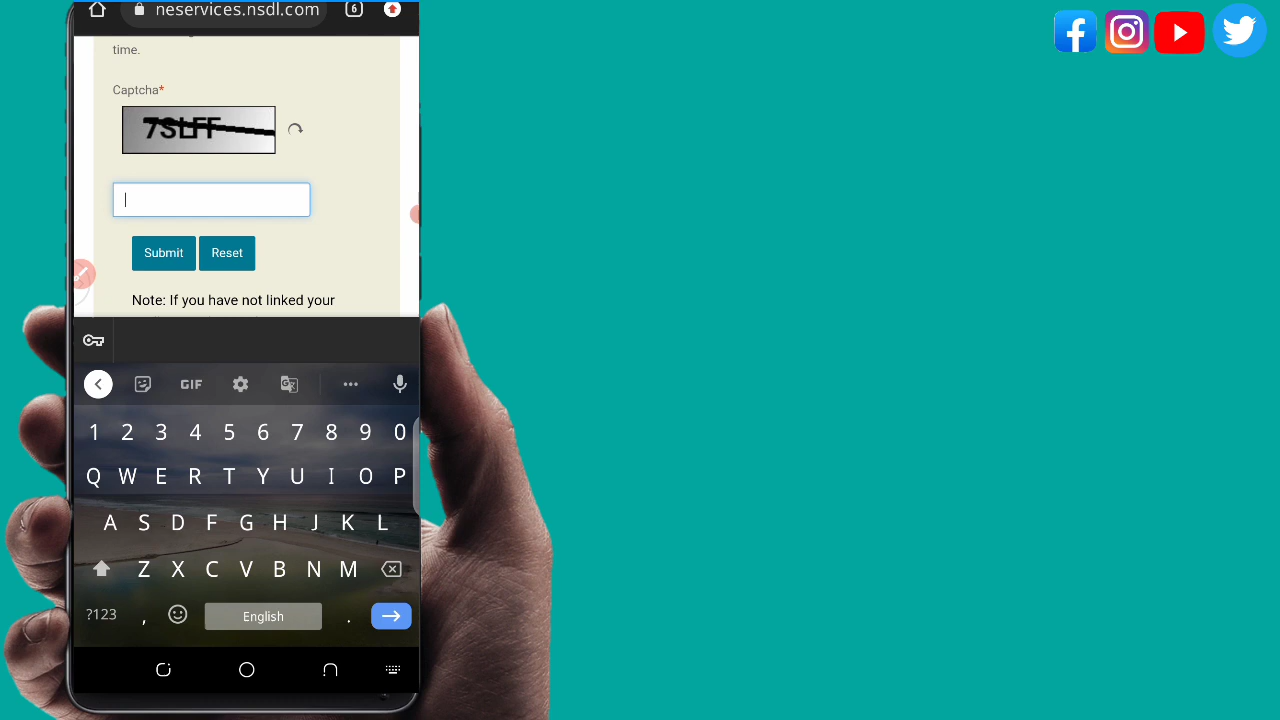 neservices.nsdl.com 6
time.
Captcha*
7SLFF
Submit Reset
Note: If you have not linked your
GIF
1 2 3 4 5 6 7 8 9 0
Q W E R T Y U I O P
A S D F G H J K L
Z X C V B N M
?123 , English .